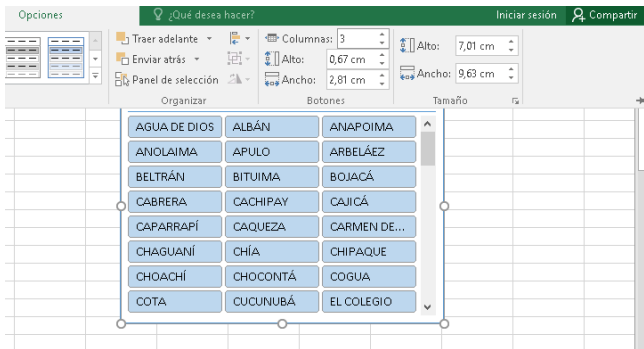 Opciones ¿Qué desea hacer? Iniciar sesión Compartir
Traer adelante Columnas: 3 Alto: 7,01 cm
Enviar atrás Alto: 0,67 cm Ancho: 9,63 cm
Panel de selección Ancho: 2,81 cm
Organizar Botones Tamaño
AGUA DE DIOS ALBÁN ANAPOIMA
ANOLAIMA APULO ARBELÁEZ
BELTRÁN BITUIMA BOJACÁ
CABRERA CACHIPAY CAJICÁ
CAPARRAPÍ CAQUEZA CARMEN DE...
CHAGUANÍ CHÍA CHIPAQUE
CHOACHÍ CHOCONTÁ COGUA
COTA CUCUNUBÁ EL COLEGIO